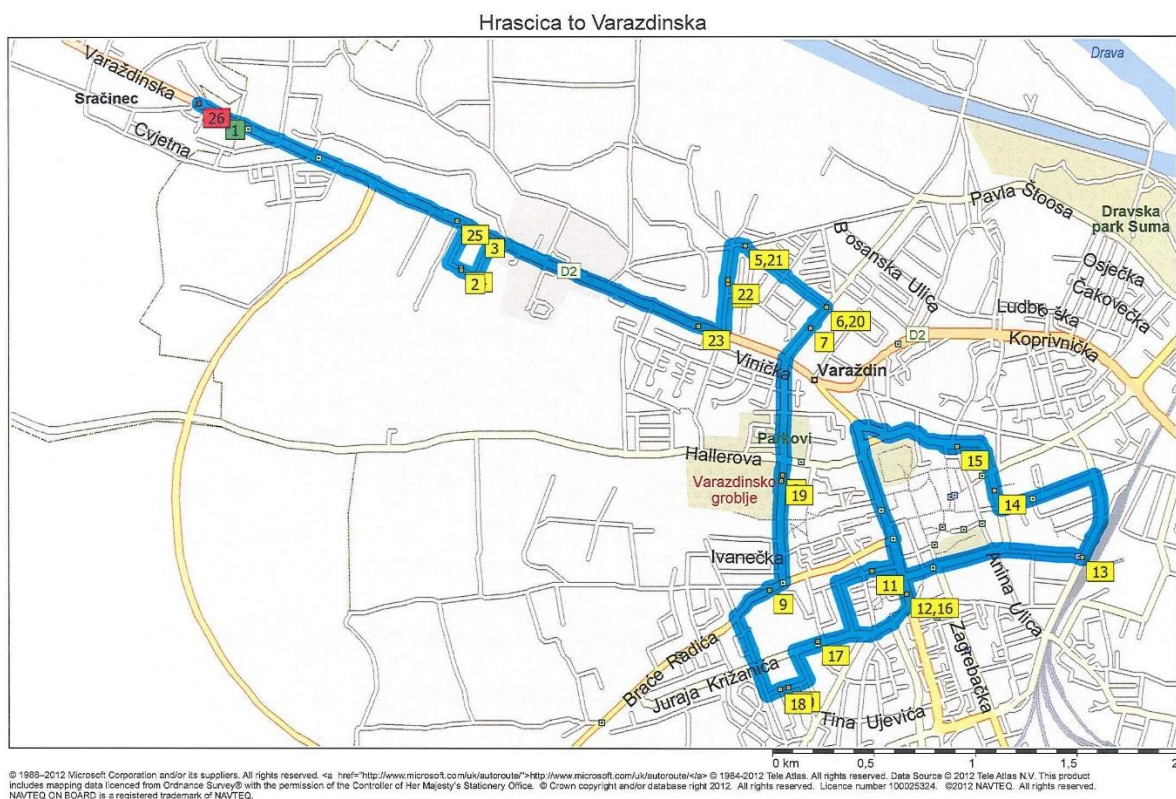 Hrascica to Varazdinska
Drava
Varaždinska
Sračinec
26
1
Cvjetna
Pavla Štoosa
Dravska
park Suma
Bosanska Ulica
25
3
5,21
Osječka
2
D2
22
Čakovečka
6,20
Ludbreška
23
7
D2
Koprivnička
Vinička
Varaždin
Parkovi
Hallerova
15
Varazdinsko
groblje
19
14
Ivanečka
11
13
Anina Ulica
9
12,16
Zagrebačka
Braće Radića
17
Juraja Križanića
18
Tina Ujevića
0 km
0,5
1
1,5
2
© 1988–2012 Microsoft Corporation and/or its suppliers. All rights reserved. <a href="http://www.microsoft.com/uk/autoroute/">http://www.microsoft.com/uk/autoroute/</a> © 1984-2012 Tele Atlas. All rights reserved. Data Source © 2012 Tele Atlas N.V. This product
includes mapping data licenced from Ordnance Survey® with the permission of the Controller of Her Majesty's Stationery Office. © Crown copyright and/or database right 2012. All rights reserved. Licence number 100025324. ©2012 NAVTEQ. All rights reserved.
NAVTEQ ON BOARD is a registered trademark of NAVTEQ.